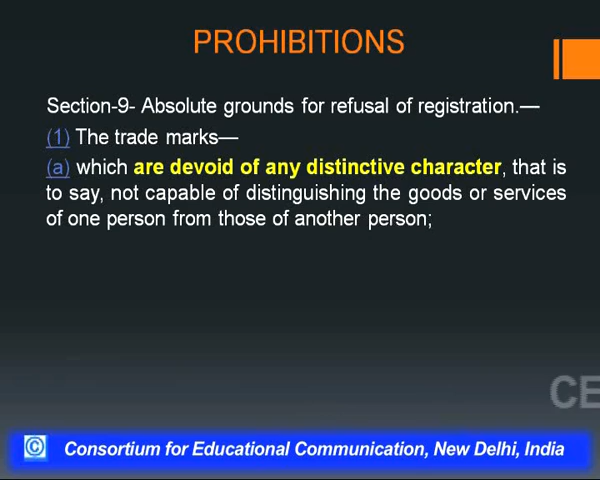 PROHIBITIONS
Section-9- Absolute grounds for refusal of registration.—
(1) The trade marks—
(a) which are devoid of any distinctive character, that is
to say, not capable of distinguishing the goods or services
of one person from those of another person;
CE
© Consortium for Educational Communication, New Delhi, India